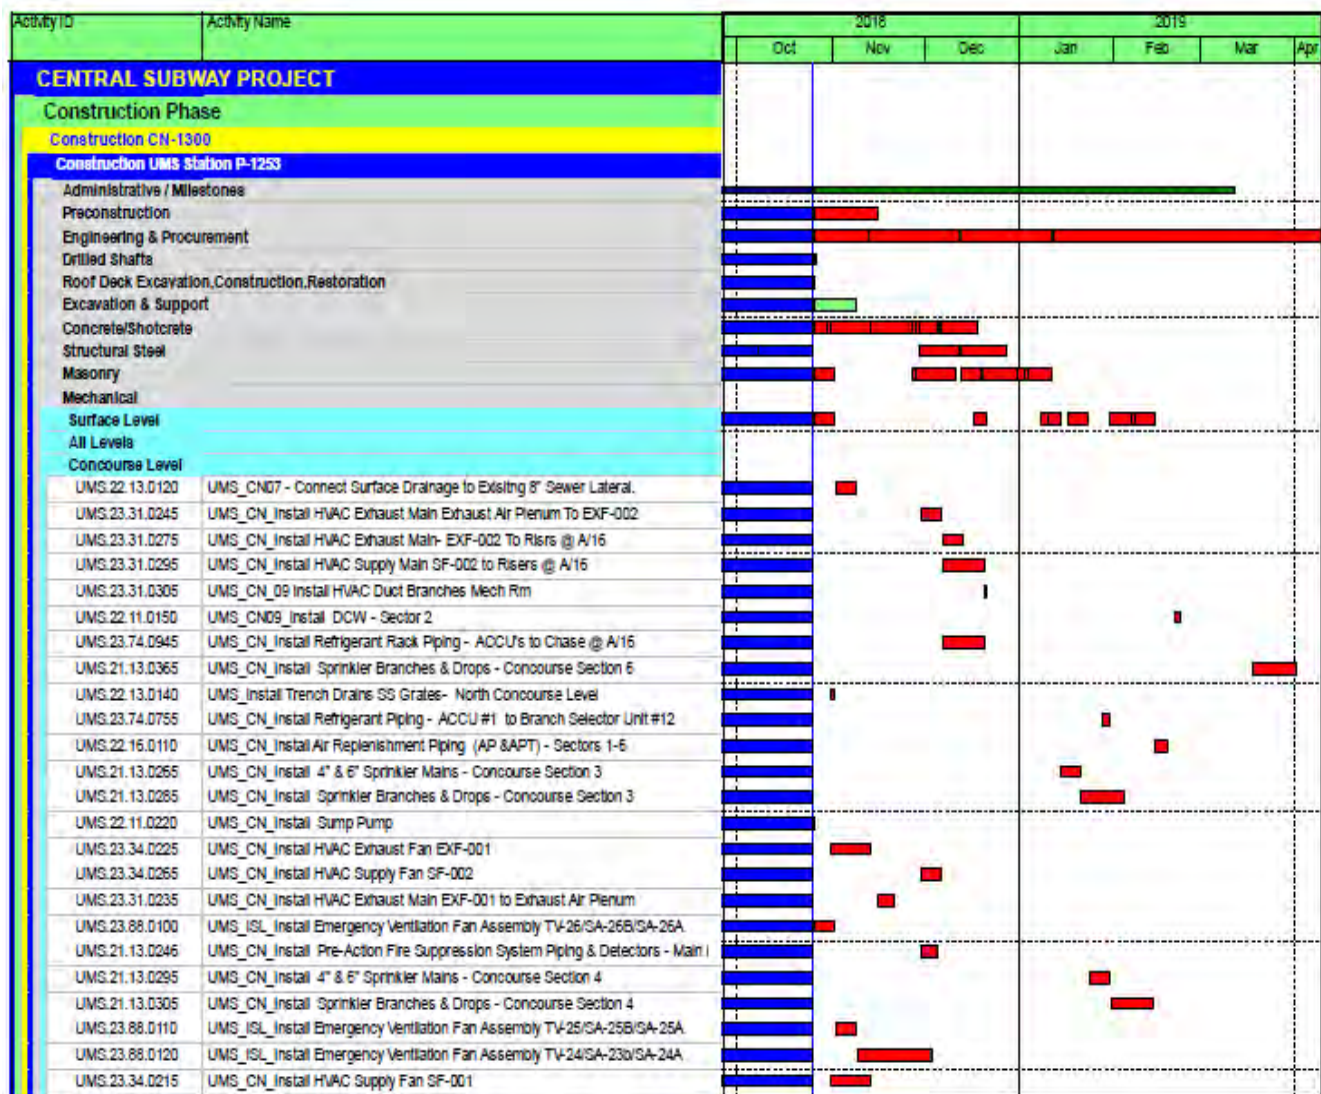 Activity ID Activity Name 2018 2019
Oct Nov Dec Jan Feb Mar Apr
CENTRAL SUBWAY PROJECT
Construction Phase
Construction CN-1300
Construction UMS Station P-1253
Administrative / Milestones
Preconstruction
Engineering & Procurement
Drilled Shafts
Roof Deck Excavation,Construction,Restoration
Excavation & Support
Concrete/Shotcrete
Structural Steel
Masonry
Mechanical
Surface Level
All Levels
Concourse Level
UMS.22.13.0120 UMS_CN07 - Connect Surface Drainage to Exisitng 8" Sewer Lateral.
UMS.23.31.0245 UMS_CN_Install HVAC Exhaust Main Exhaust Air Plenum To EXF-002
UMS.23.31.0275 UMS_CN_Install HVAC Exhaust Main- EXF-002 To Risrs @ A/16
UMS.23.31.0295 UMS_CN_Install HVAC Supply Main SF-002 to Risers @ A/16
UMS.23.31.0305 UMS_CN_09 Install HVAC Duct Branches Mech Rm
UMS.22.11.0150 UMS_CN09_Install DCW - Sector 2
UMS.23.74.0945 UMS_CN_Install Refrigerant Rack Piping - ACCU's to Chase @ A/16
UMS.21.13.0365 UMS_CN_Install Sprinkler Branches & Drops - Concourse Section 6
UMS.22.13.0140 UMS_Install Trench Drains SS Grates- North Concourse Level
UMS.23.74.0755 UMS_CN_Install Refrigerant Piping - ACCU #1 to Branch Selector Unit #12
UMS.22.16.0110 UMS_CN_Install Air Replenishment Piping (AP &APT) - Sectors 1-6
UMS.21.13.0265 UMS_CN_Install 4" & 6" Sprinkler Mains - Concourse Section 3
UMS.21.13.0285 UMS_CN_Install Sprinkler Branches & Drops - Concourse Section 3
UMS.22.11.0220 UMS_CN_Install Sump Pump
UMS.23.34.0225 UMS_CN_Install HVAC Exhaust Fan EXF-001
UMS.23.34.0265 UMS_CN_Install HVAC Supply Fan SF-002
UMS.23.31.0235 UMS_CN_Install HVAC Exhaust Main EXF-001 to Exhaust Air Plenum
UMS.23.88.0100 UMS_ISL_Install Emergency Ventilation Fan Assembly TV-26/SA-26B/SA-26A
UMS.21.13.0246 UMS_CN_Install Pre-Action Fire Suppression System Piping & Detectors - Main
UMS.21.13.0295 UMS_CN_Install 4" & 6" Sprinkler Mains - Concourse Section 4
UMS.21.13.0305 UMS_CN_Install Sprinkler Branches & Drops - Concourse Section 4
UMS.23.88.0110 UMS_ISL_Install Emergency Ventilation Fan Assembly TV-25/SA-25B/SA-25A
UMS.23.88.0120 UMS_ISL_Install Emergency Ventilation Fan Assembly TV-24/SA-23b/SA-24A
UMS.23.34.0215 UMS_CN_Install HVAC Supply Fan SF-001